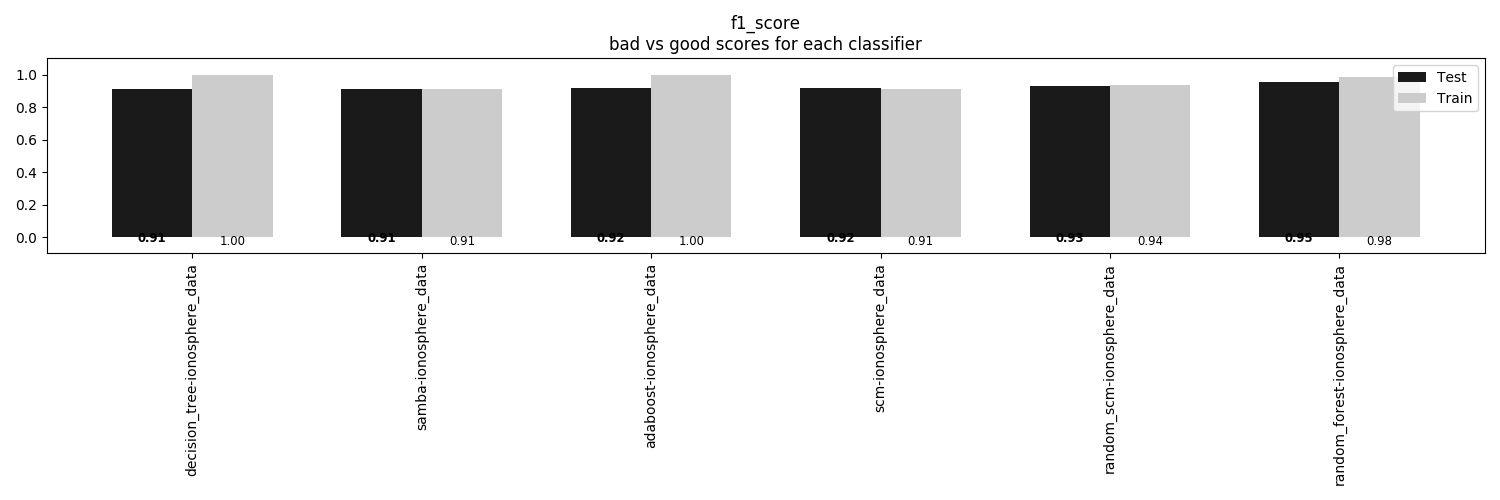 f1_score
bad vs good scores for each classifier
Test
Train
1.0
0.8
0.6
0.4
0.2
0.0
0.91 1.00 0.91 0.91 0.92 1.00 0.92 0.91 0.93 0.94 0.95 0.98
decision_tree-ionosphere_data
samba-ionosphere_data
adaboost-ionosphere_data
scm-ionosphere_data
random_scm-ionosphere_data
random_forest-ionosphere_data